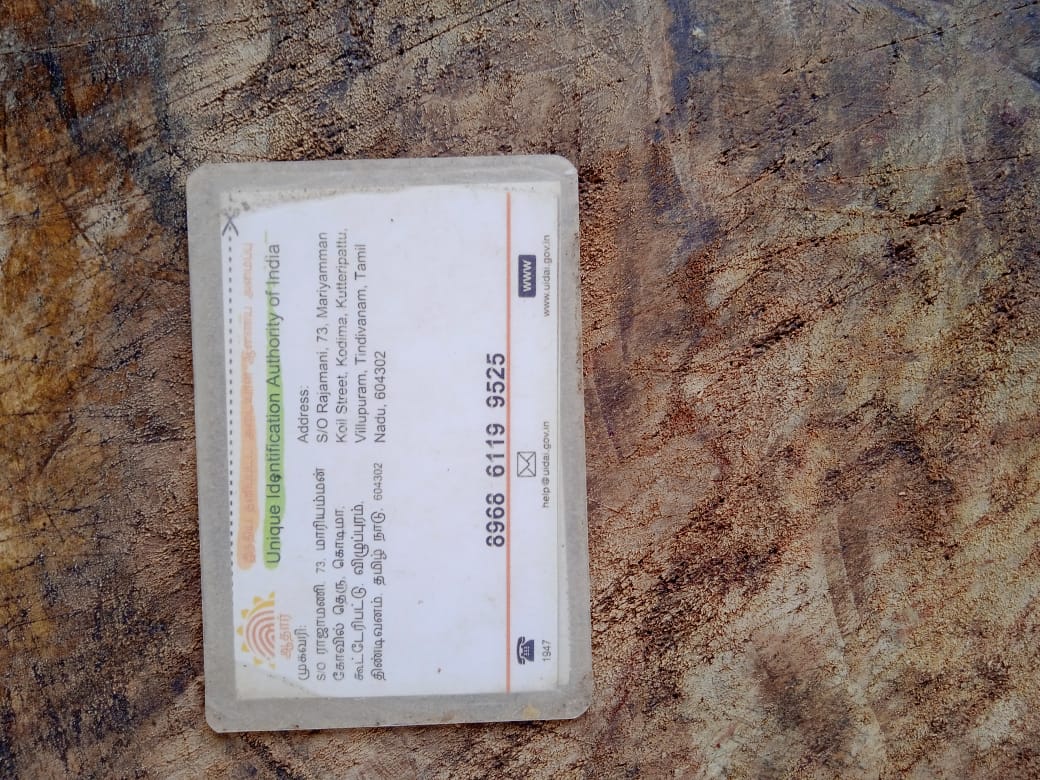 Unique Identification Authority of India
ஆதார்
முகவரி:
S/O ராஜாமணி, 73, மாரியம்மன்
கோவில் தெரு, கொடிமா,
கூட்டேரிபட்டு, விழுப்புரம்,
திண்டிவனம், தமிழ் நாடு, 604302
Address:
S/O Rajamani, 73, Mariyamman
Koil Street, Kodima, Kutteripattu,
Villupuram, Tindivanam, Tamil
Nadu, 604302
8968 6119 9525
1947
help@uidai.gov.in
WWW
www.uidai.gov.in